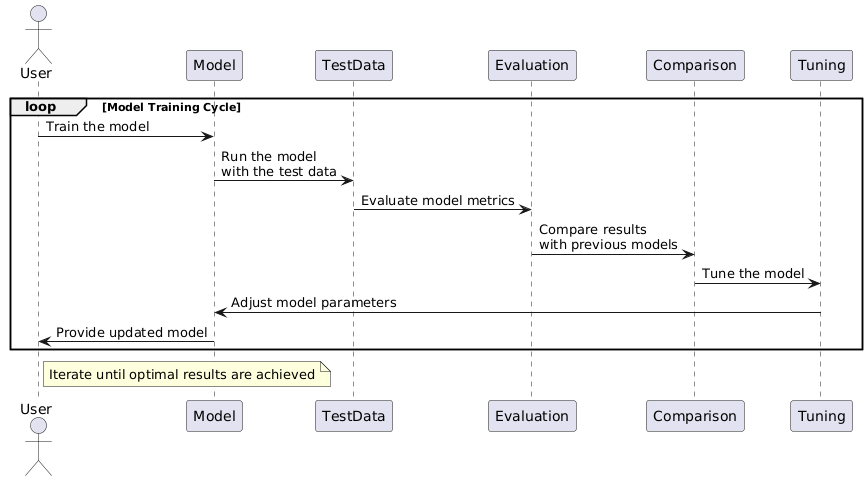 User
Model
TestData
Evaluation
Comparison
Tuning
loop
[Model Training Cycle]
Train the model
Run the model
with the test data
Evaluate model metrics
Compare results
with previous models
Tune the model
Adjust model parameters
Provide updated model
Iterate until optimal results are achieved
User
Model
TestData
Evaluation
Comparison
Tuning